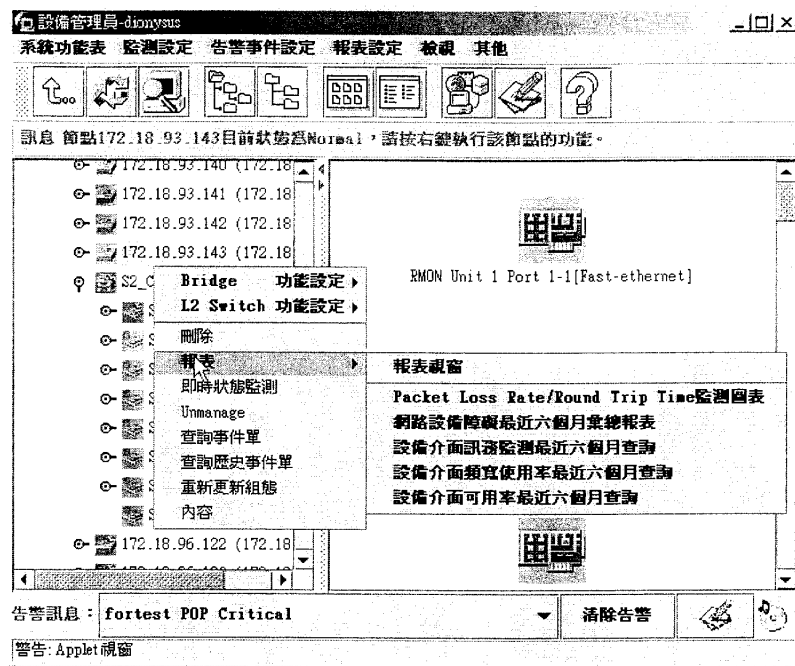 設備管理員-dionysus
系統功能表 監測設定 告警事件設定 報表設定 檢視 其他
訊息 節點172.18.93.143目前狀態為Normal,請按右鍵執行該節點的功能。
172.18.93.140 (172.18
172.18.93.141 (172.18
172.18.93.142 (172.18
172.18.93.143 (172.18
S2_C
Bridge 功能設定
L2 Switch 功能設定
刪除
報表
即時狀態監測
Unmanage
查詢事件單
查詢歷史事件單
重新更新組態
內容
報表視窗
Packet Loss Rate/Round Trip Time監測圖表
網路設備障礙最近六個月彙總報表
設備介面訊務監測最近六個月查詢
設備介面頻寬使用率最近六個月查詢
設備介面可用率最近六個月查詢
172.18.96.122 (172.18
RMON Unit 1 Port 1-1[Fast-ethernet]
告警訊息: fortest POP Critical
清除告警
警告: Applet視窗